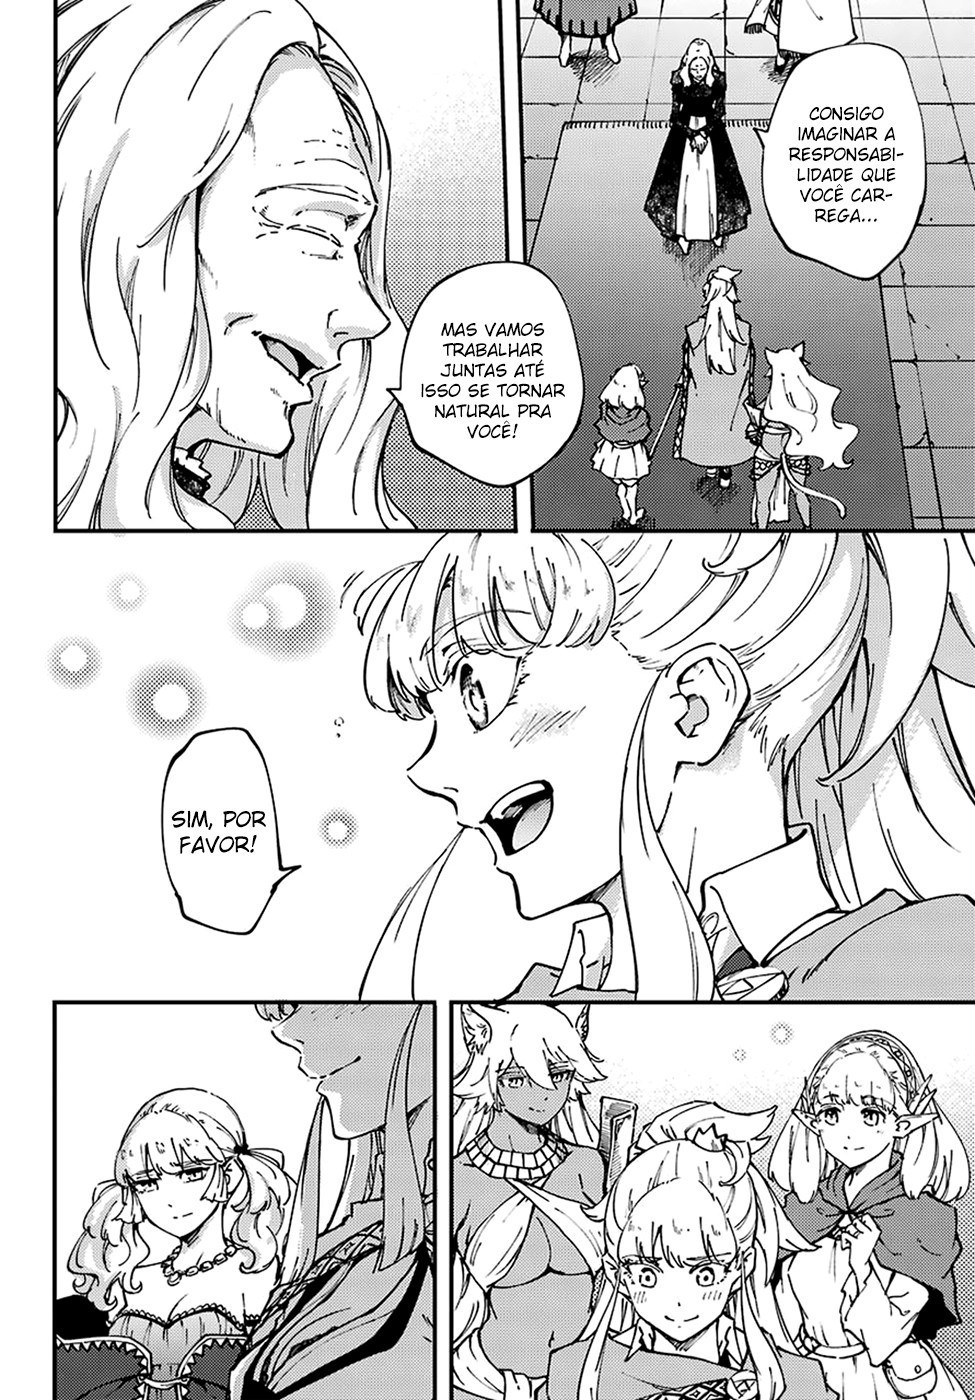 CONSIGO
IMAGINAR A
RESPONSABI-
LIDADE QUE
VOCÊ CAR-
REGA...
MAS VAMOS
TRABALHAR
JUNTAS ATÉ
ISSO SE TORNAR
NATURAL PRA
VOCÊ!
SIM, POR
FAVOR!